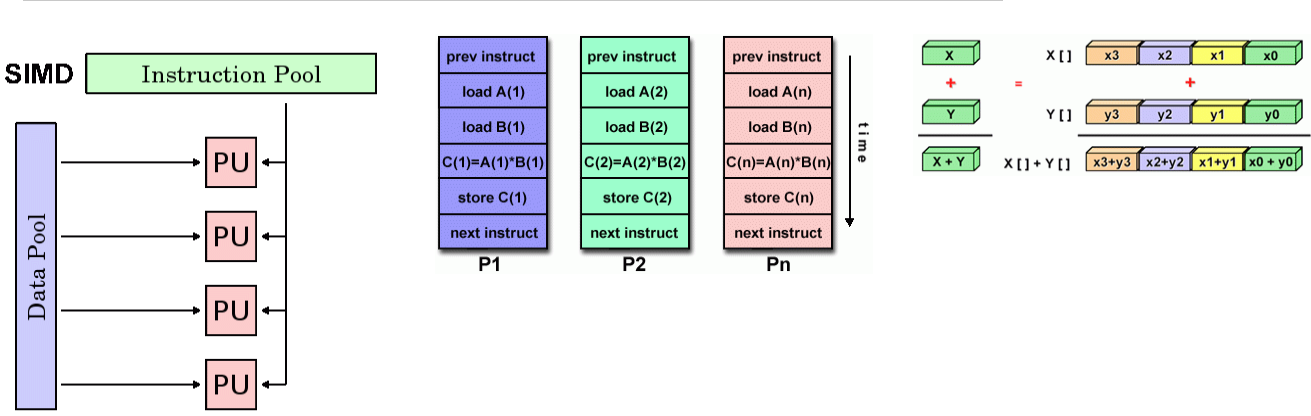 SIMD
Instruction Pool
Data Pool
PU
PU
PU
PU
prev instruct
load A(1)
load B(1)
C(1)=A(1)*B(1)
store C(1)
next instruct
P1
prev instruct
load A(2)
load B(2)
C(2)=A(2)*B(2)
store C(2)
next instruct
P2
prev instruct
load A(n)
load B(n)
C(n)=A(n)*B(n)
store C(n)
next instruct
Pn
time
X
+
Y
X + Y
=
X [ ] x3 x2 x1 x0
+
Y [ ] y3 y2 y1 y0
X [ ] + Y [ ] x3+y3 x2+y2 x1+y1 x0 + y0